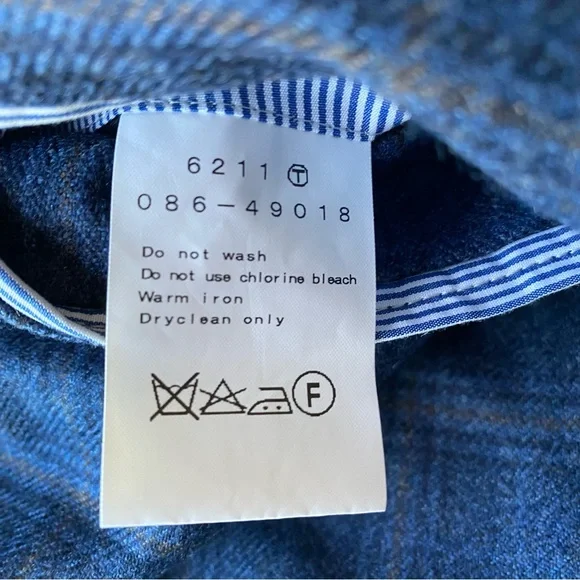 6211 Ⓣ
086-49018
Do not wash
Do not use chlorine bleach
Warm iron
Dryclean only
F